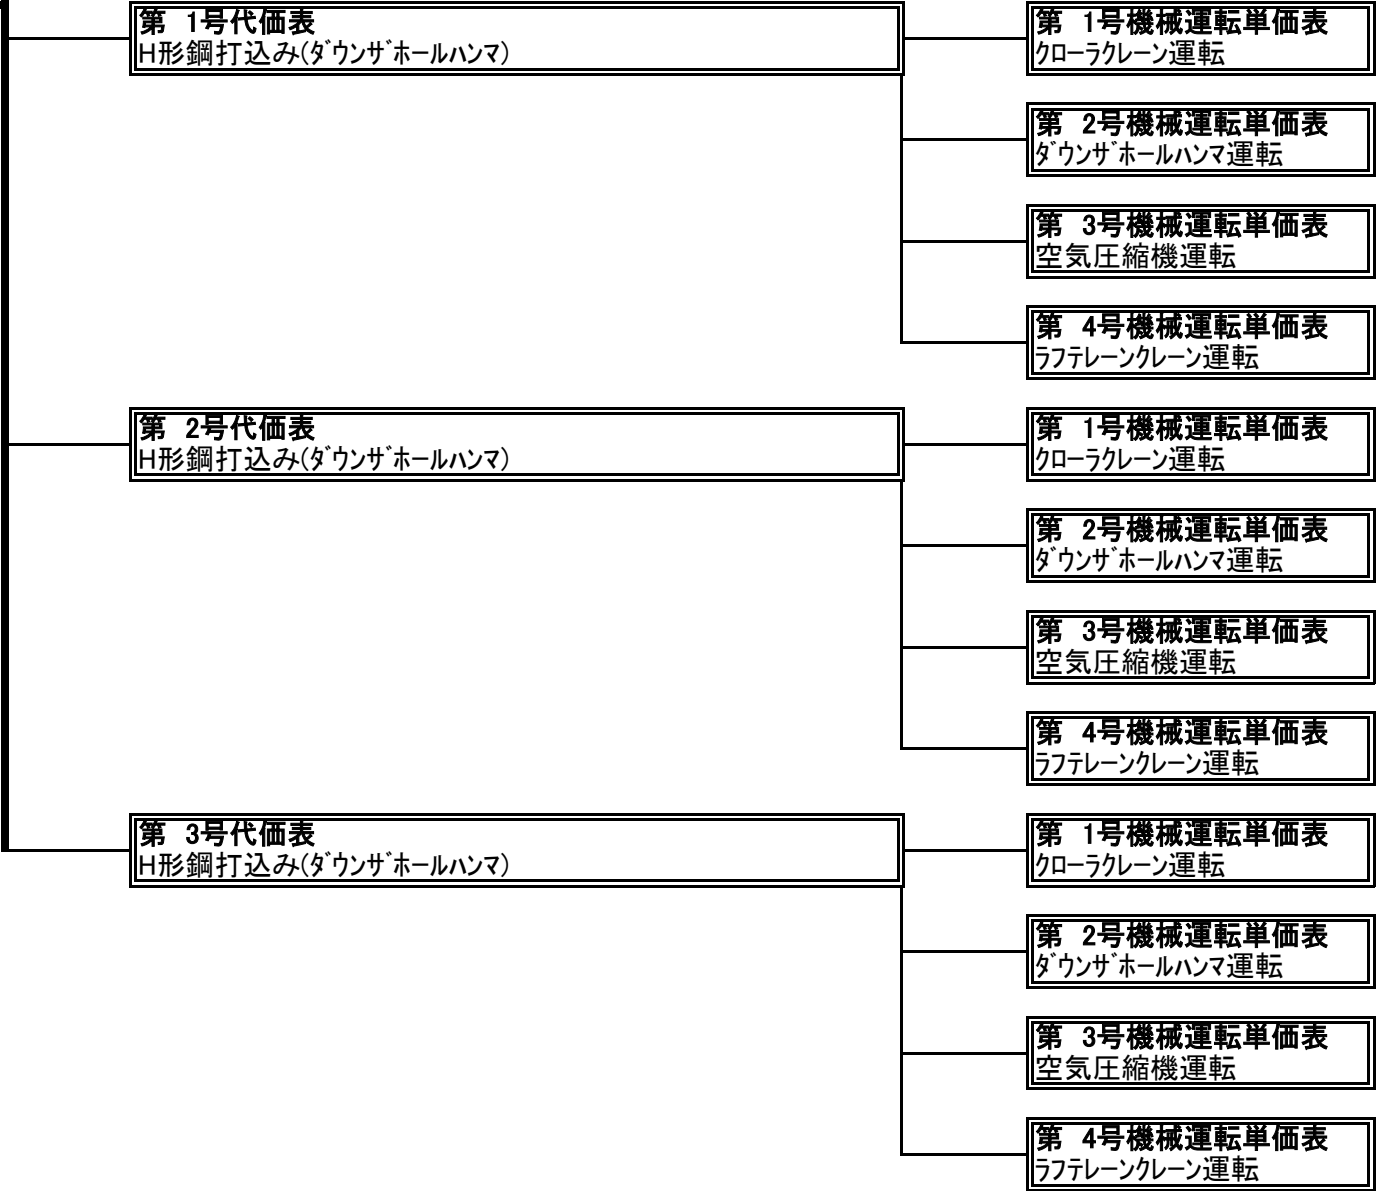 第　1号代価表
H形鋼打込み(ﾀﾞｳﾝｻﾞﾎｰﾙﾊﾝﾏ)
第　1号機械運転単価表
ｸﾛｰﾗｸﾚｰﾝ運転
第　2号機械運転単価表
ﾀﾞｳﾝｻﾞﾎｰﾙﾊﾝﾏ運転
第　3号機械運転単価表
空気圧縮機運転
第　4号機械運転単価表
ﾗﾌﾃﾚｰﾝｸﾚｰﾝ運転
第　2号代価表
H形鋼打込み(ﾀﾞｳﾝｻﾞﾎｰﾙﾊﾝﾏ)
第　1号機械運転単価表
ｸﾛｰﾗｸﾚｰﾝ運転
第　2号機械運転単価表
ﾀﾞｳﾝｻﾞﾎｰﾙﾊﾝﾏ運転
第　3号機械運転単価表
空気圧縮機運転
第　4号機械運転単価表
ﾗﾌﾃﾚｰﾝｸﾚｰﾝ運転
第　3号代価表
H形鋼打込み(ﾀﾞｳﾝｻﾞﾎｰﾙﾊﾝﾏ)
第　1号機械運転単価表
ｸﾛｰﾗｸﾚｰﾝ運転
第　2号機械運転単価表
ﾀﾞｳﾝｻﾞﾎｰﾙﾊﾝﾏ運転
第　3号機械運転単価表
空気圧縮機運転
第　4号機械運転単価表
ﾗﾌﾃﾚｰﾝｸﾚｰﾝ運転